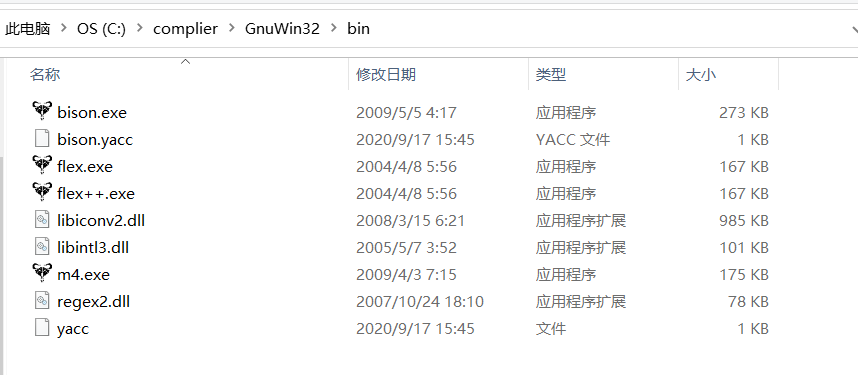 此电脑 > OS (C:) > complier > GnuWin32 > bin
名称 修改日期 类型 大小
bison.exe 2009/5/5 4:17 应用程序 273 KB
bison.yacc 2020/9/17 15:45 YACC 文件 1 KB
flex.exe 2004/4/8 5:56 应用程序 167 KB
flex++.exe 2004/4/8 5:56 应用程序 167 KB
libiconv2.dll 2008/3/15 6:21 应用程序扩展 985 KB
libintl3.dll 2005/5/7 3:52 应用程序扩展 101 KB
m4.exe 2009/4/3 7:15 应用程序 175 KB
regex2.dll 2007/10/24 18:10 应用程序扩展 78 KB
yacc 2020/9/17 15:45 文件 1 KB